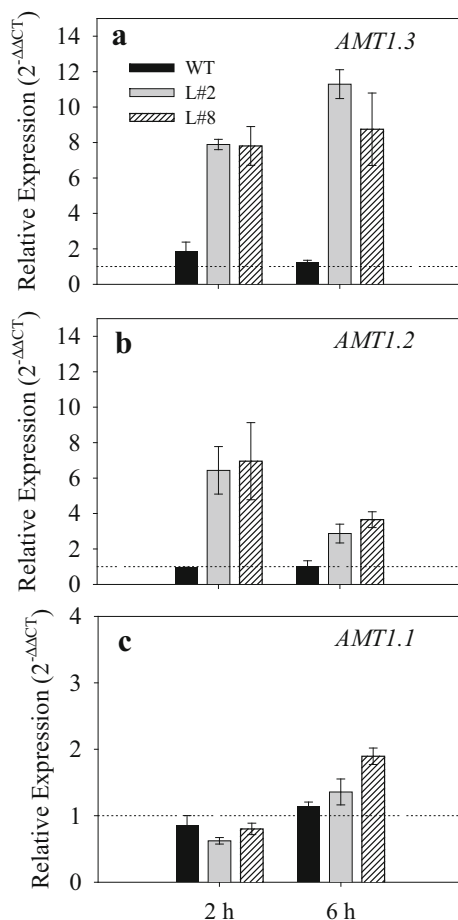 a
AMT1.3
WT
L#2
L#8
Relative Expression (2^-ΔΔCT)
14
12
10
8
6
4
2
0
b
AMT1.2
Relative Expression (2^-ΔΔCT)
14
12
10
8
6
4
2
0
c
AMT1.1
Relative Expression (2^-ΔΔCT)
4
3
2
1
0
2 h 6 h